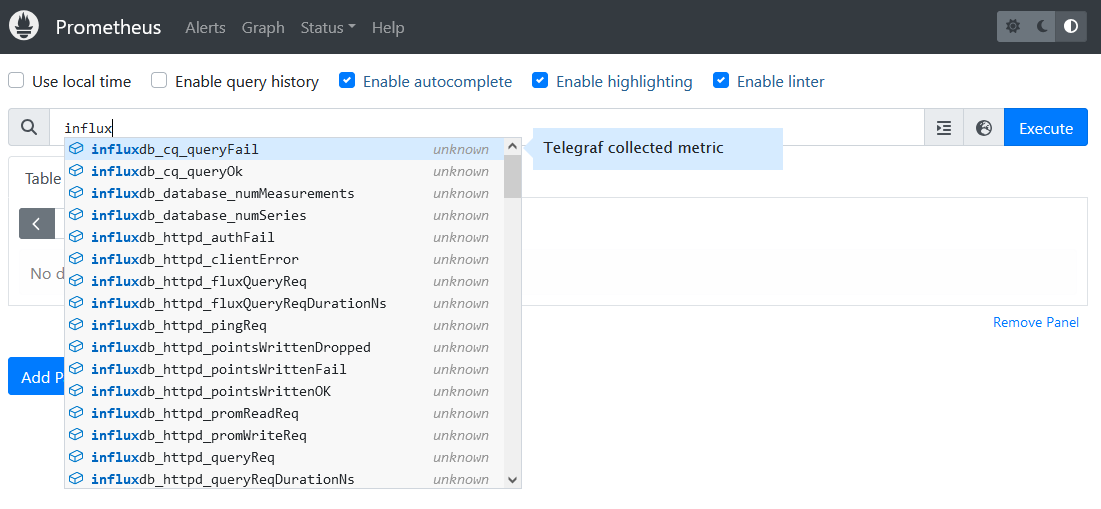 Prometheus Alerts Graph Status Help
Use local time Enable query history Enable autocomplete Enable highlighting Enable linter
influx Execute
influxdb_cq_queryFail unknown Telegraf collected metric
influxdb_cq_queryOk unknown
Table
influxdb_database_numMeasurements unknown
influxdb_database_numSeries unknown
influxdb_httpd_authFail unknown
influxdb_httpd_clientError unknown
No d
influxdb_httpd_fluxQueryReq unknown
influxdb_httpd_fluxQueryReqDurationNs unknown
influxdb_httpd_pingReq unknown
Remove Panel
influxdb_httpd_pointsWrittenDropped unknown
influxdb_httpd_pointsWrittenFail unknown
Add P
influxdb_httpd_pointsWrittenOK unknown
influxdb_httpd_promReadReq unknown
influxdb_httpd_promWriteReq unknown
influxdb_httpd_queryReq unknown
influxdb_httpd_queryReqDurationNs unknown